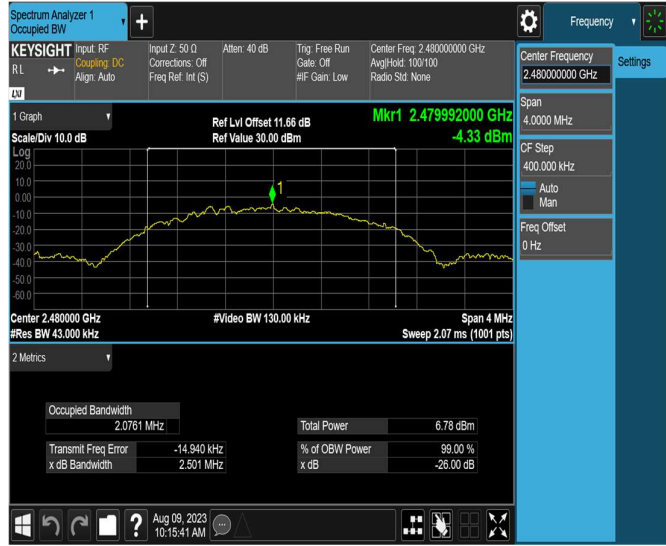 Spectrum Analyzer 1
Occupied BW
+
Frequency
KEYSIGHT
R L
LXI
Input: RF
Coupling: DC
Align: Auto
Input Z: 50 Ω
Corrections: Off
Freq Ref: Int (S)
Atten: 40 dB
Trig: Free Run
Gate: Off
#IF Gain: Low
Center Freq: 2.480000000 GHz
Avg|Hold: 100/100
Radio Std: None
Center Frequency
2.480000000 GHz
Settings
Span
4.0000 MHz
CF Step
400.000 kHz
Auto
Man
Freq Offset
0 Hz
1 Graph
Scale/Div 10.0 dB
Ref Lvl Offset 11.66 dB
Ref Value 30.00 dBm
Mkr1 2.479992000 GHz
-4.33 dBm
Log
20.0
10.0
0.00
-10.0
-20.0
-30.0
-40.0
-50.0
-60.0
1
Center 2.480000 GHz
#Res BW 43.000 kHz
#Video BW 130.00 kHz
Span 4 MHz
Sweep 2.07 ms (1001 pts)
2 Metrics
Occupied Bandwidth
2.0761 MHz
Total Power 6.78 dBm
Transmit Freq Error -14.940 kHz
% of OBW Power 99.00 %
x dB Bandwidth 2.501 MHz
x dB -26.00 dB
?
Aug 09, 2023
10:15:41 AM